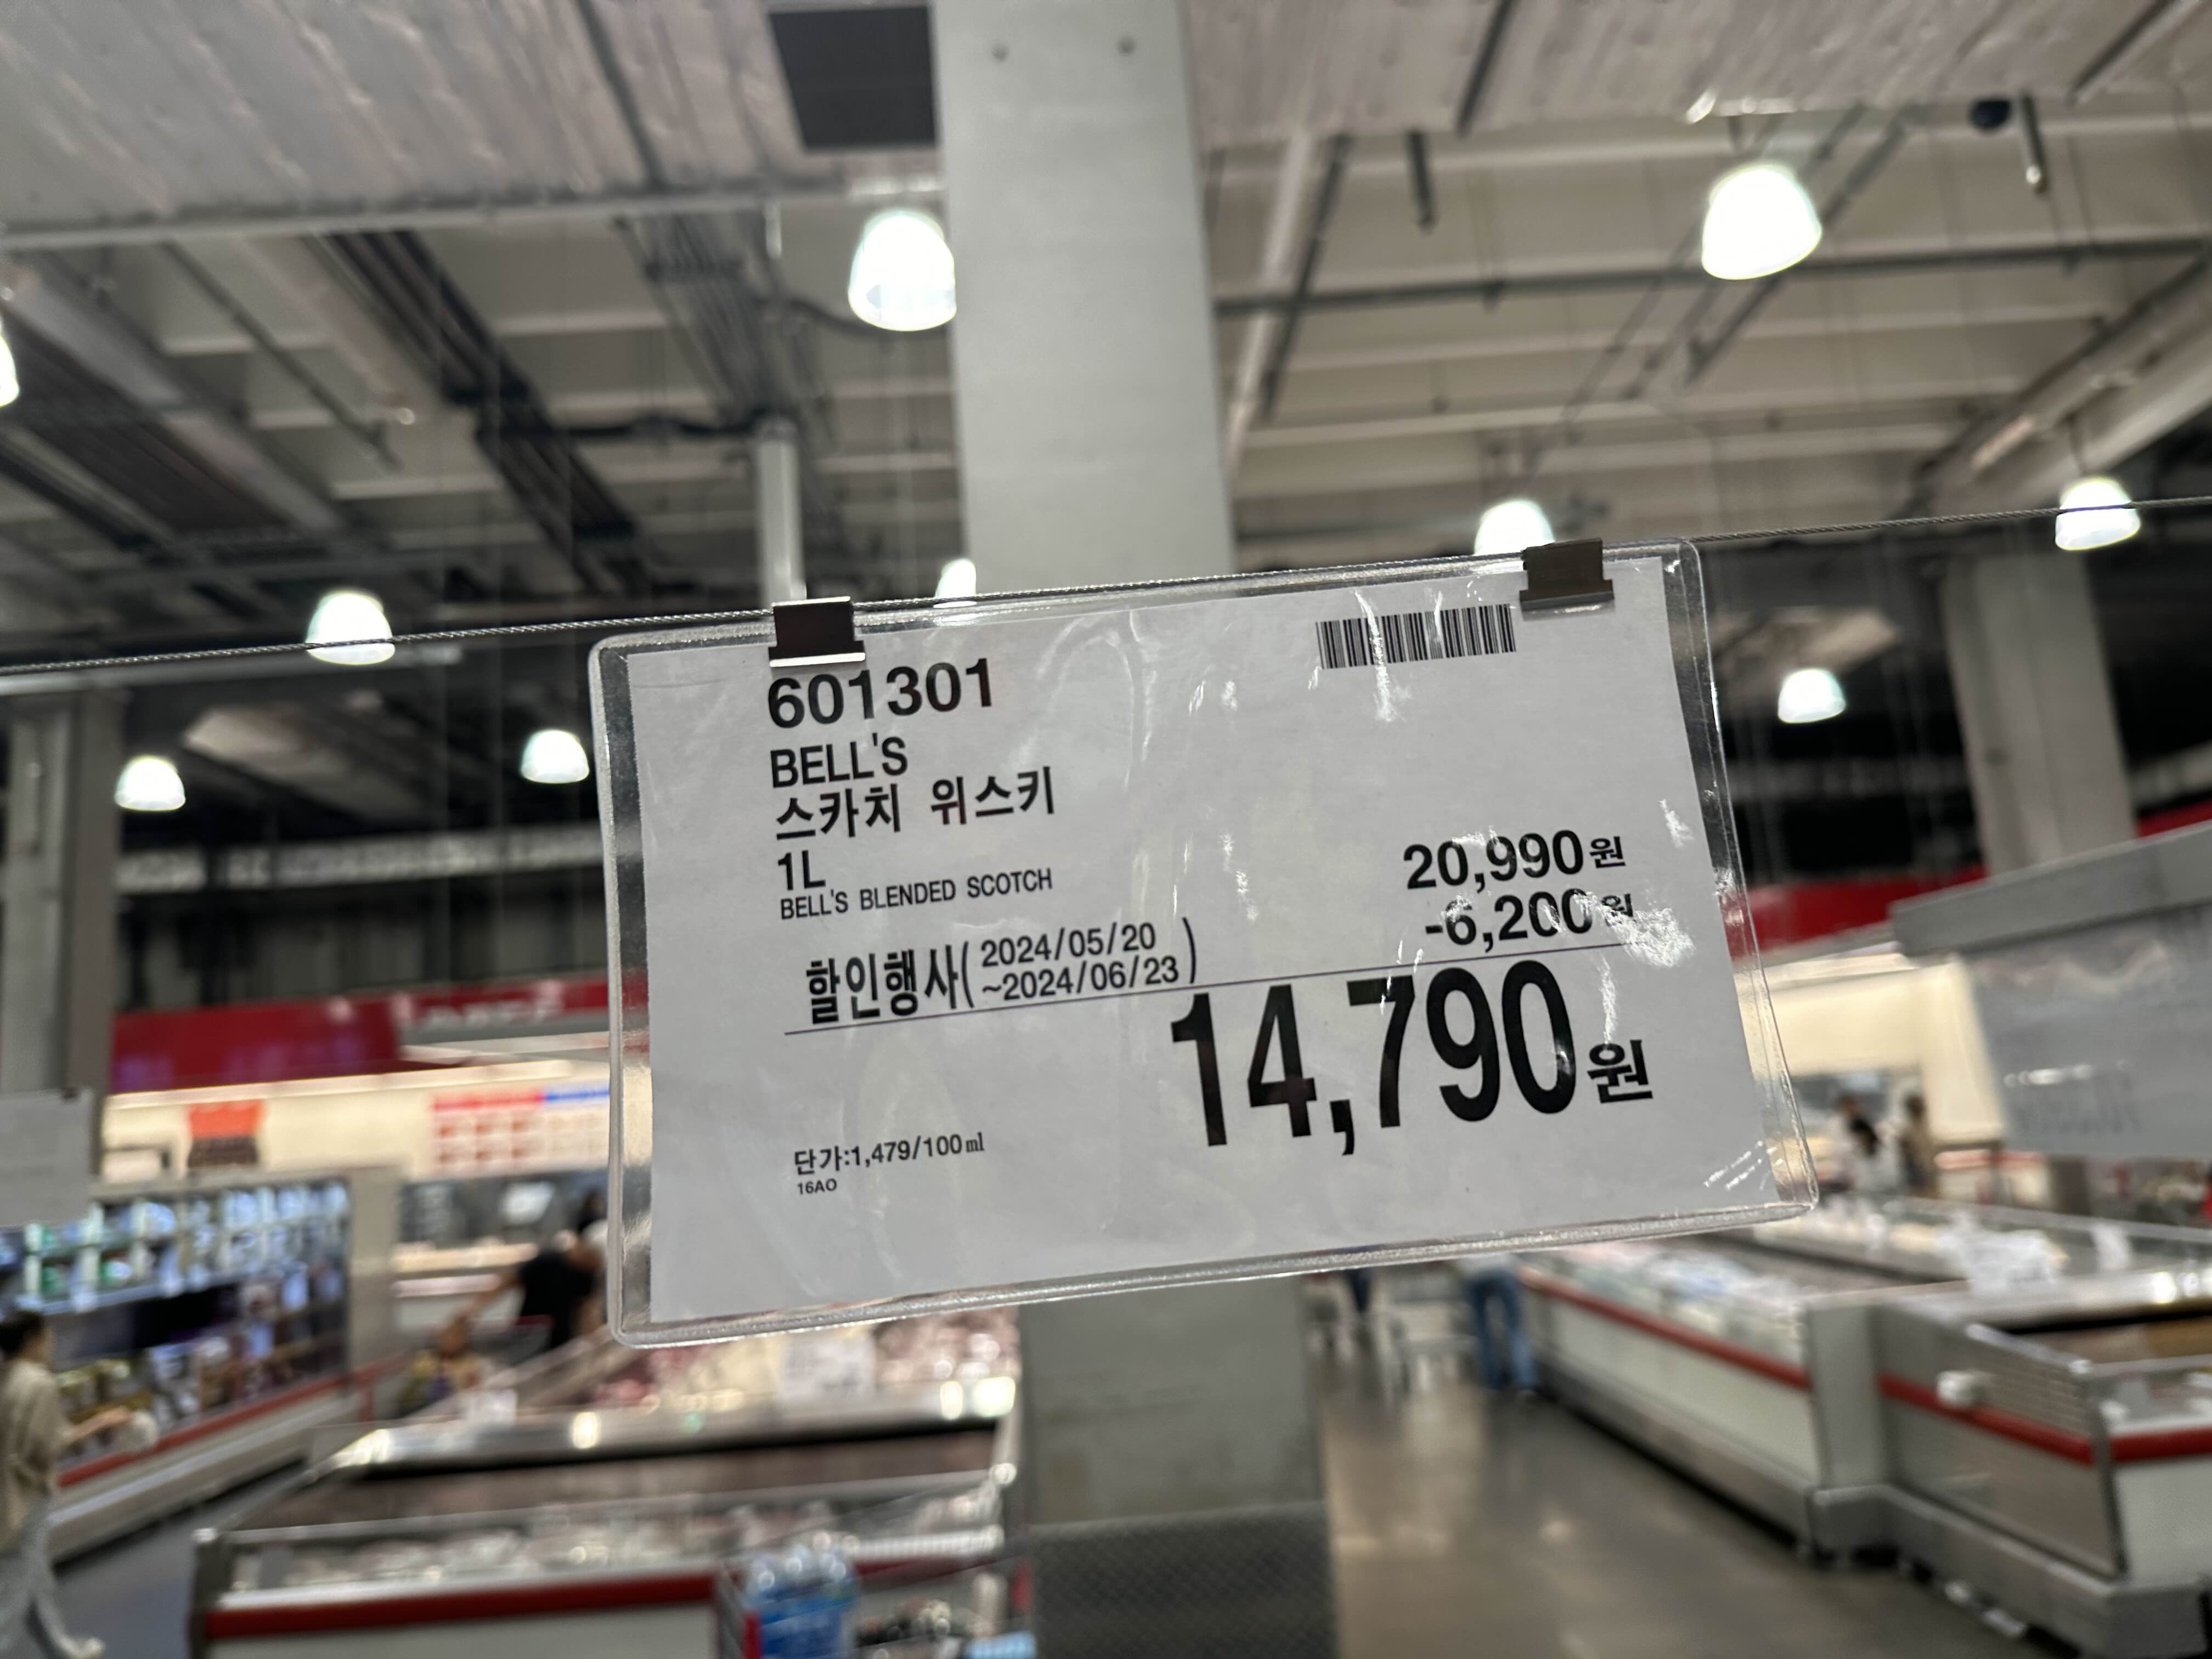 601301
BELL'S
스카치 위스키
1L
BELL'S BLENDED SCOTCH
20,990원
-6,200원
할인행사( 2024/05/20
~2024/06/23 )
14,790원
단가:1,479/100㎖
16AO